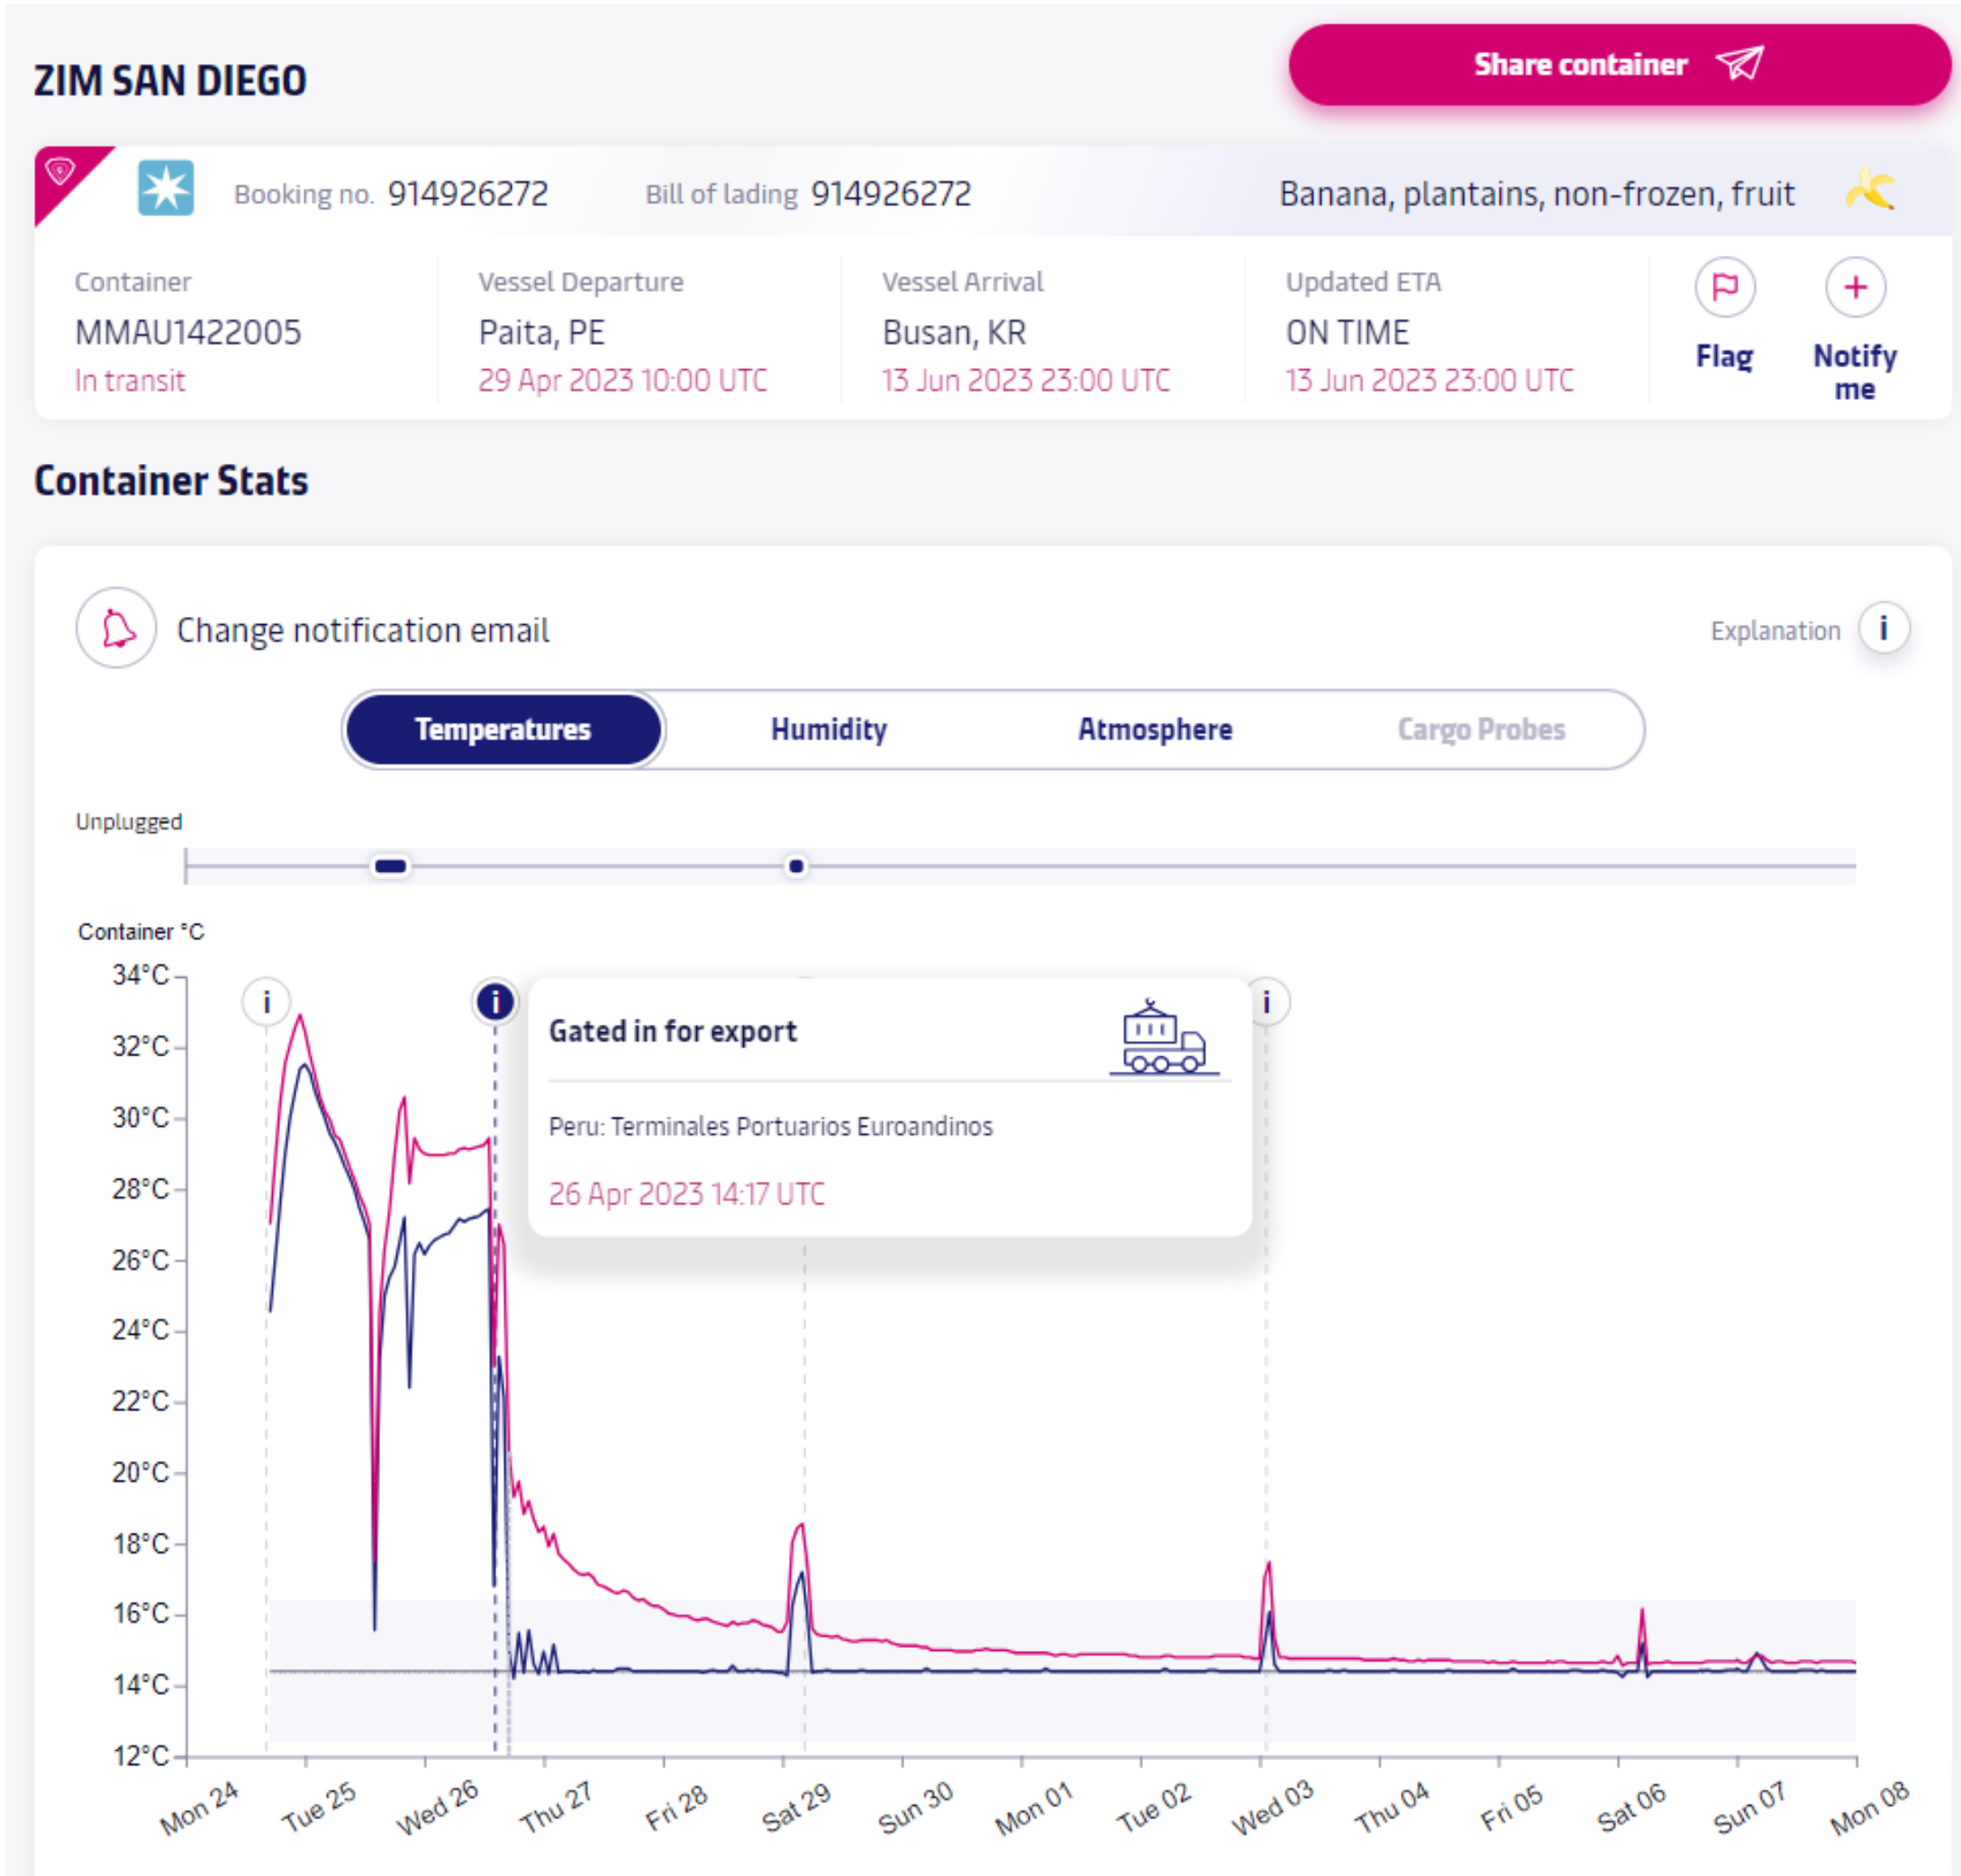 ZIM SAN DIEGO
Share container
Booking no. 914926272 Bill of lading 914926272 Banana, plantains, non-frozen, fruit
Container Vessel Departure Vessel Arrival Updated ETA
MMAU1422005 Paita, PE Busan, KR ON TIME
In transit 29 Apr 2023 10:00 UTC 13 Jun 2023 23:00 UTC 13 Jun 2023 23:00 UTC
Flag Notify
me
Container Stats
Change notification email Explanation i
Temperatures Humidity Atmosphere Cargo Probes
Unplugged
Container °C
34°C
i i i
Gated in for export
32°C
30°C
Peru: Terminales Portuarios Euroandinos
28°C
26 Apr 2023 14:17 UTC
26°C
24°C
22°C
20°C
18°C
16°C
14°C
12°C
Mon 24 Tue 25 Wed 26 Thu 27 Fri 28 Sat 29 Sun 30 Mon 01 Tue 02 Wed 03 Thu 04 Fri 05 Sat 06 Sun 07 Mon 08